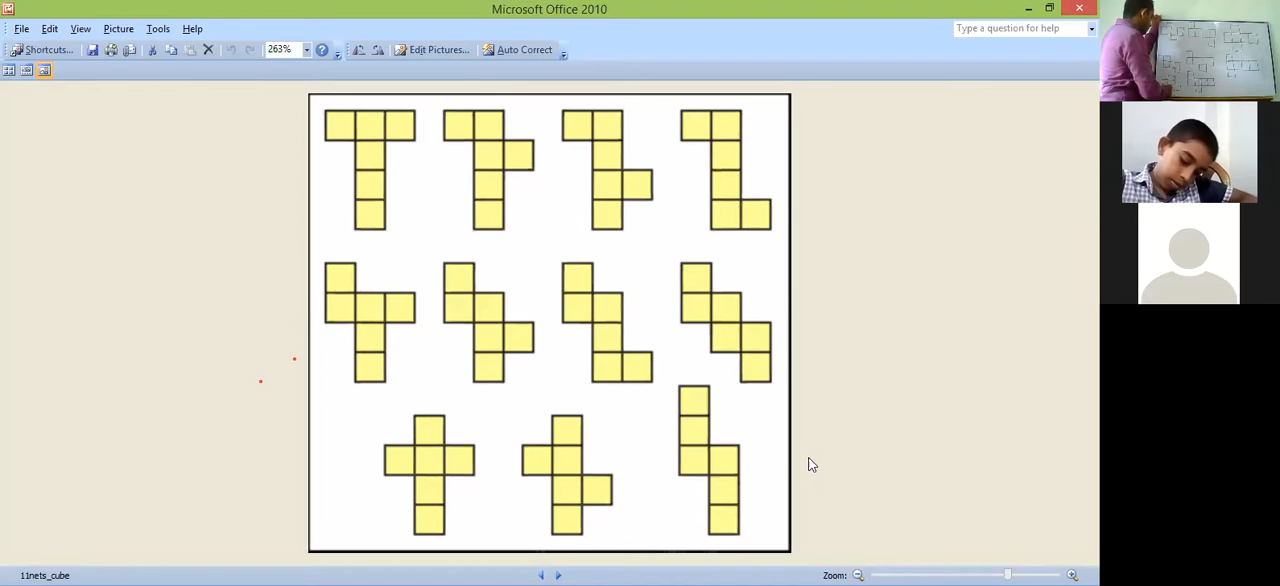 Microsoft Office 2010
File Edit View Picture Tools Help
Type a question for help
Shortcuts... 263% Edit Pictures... Auto Correct
11nets_cube
Zoom: